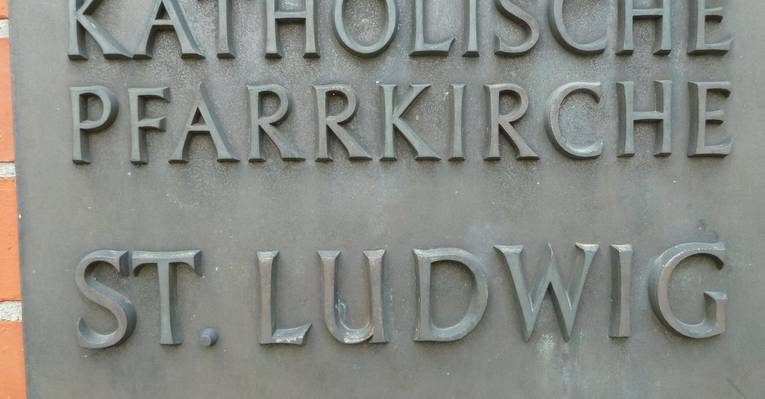 KATHOLISCHE
PFARRKIRCHE
ST. LUDWIG